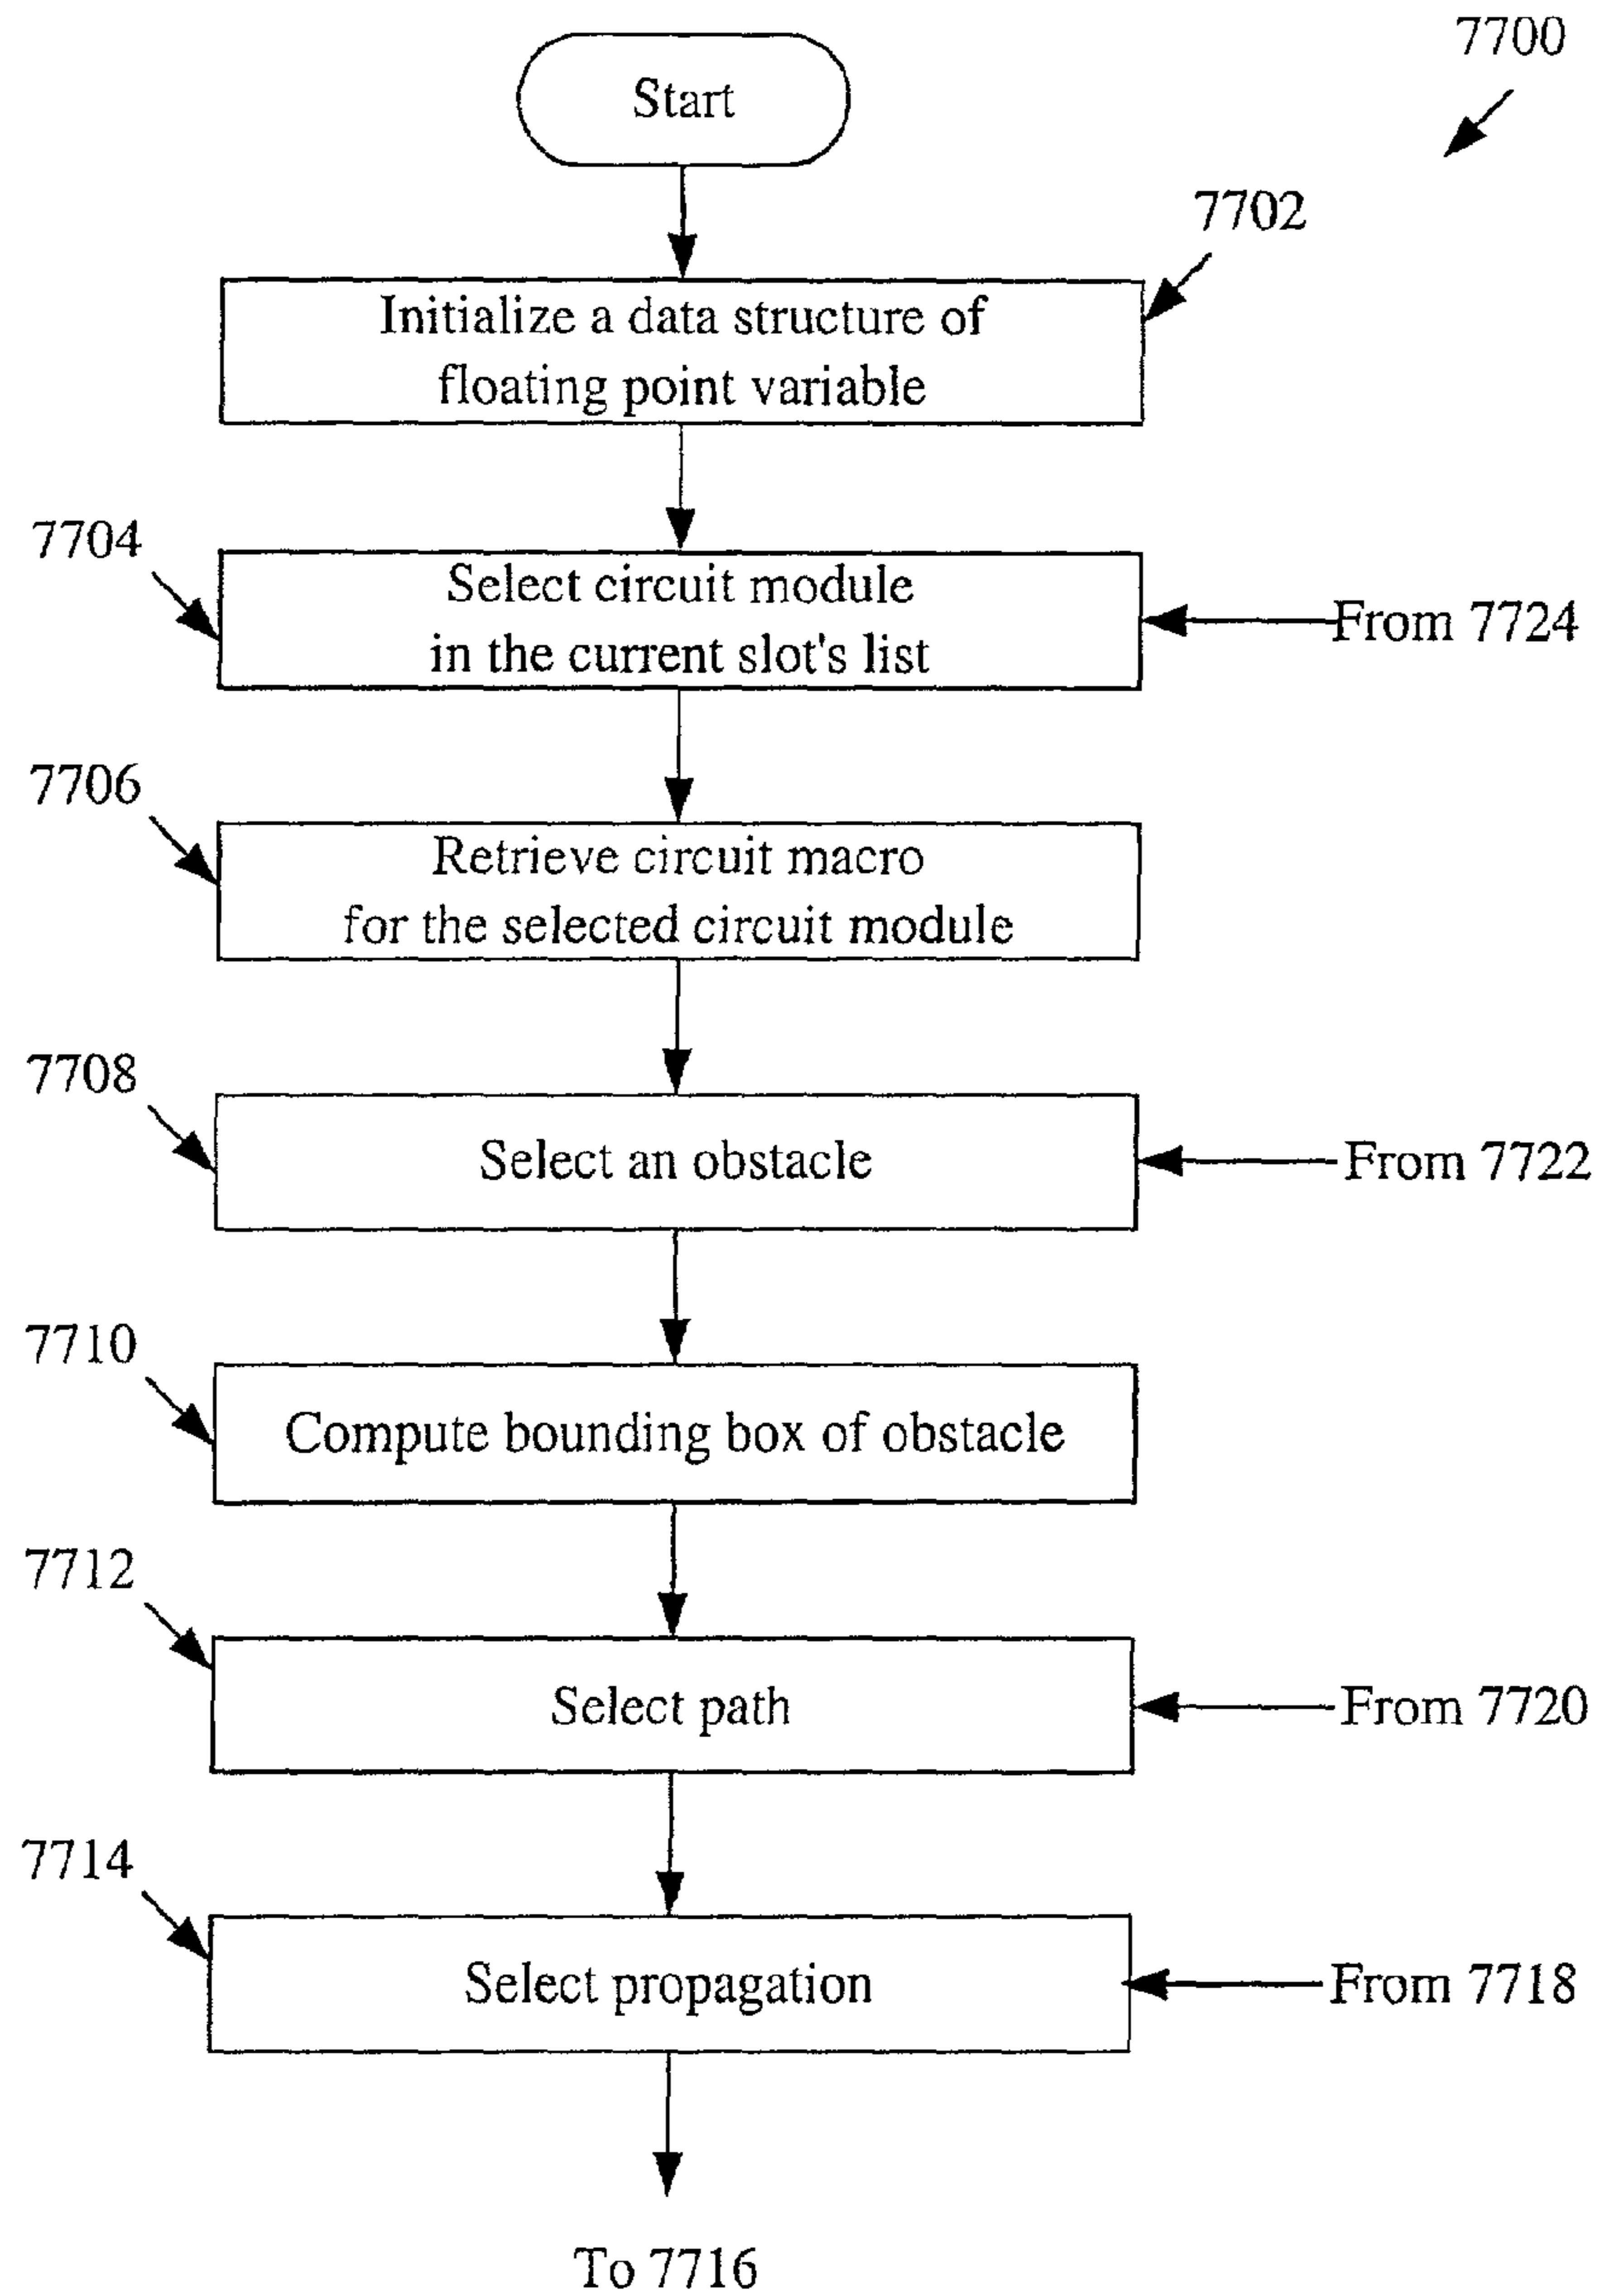 7700
Start
7702
Initialize a data structure of
floating point variable
7704
Select circuit module
in the current slot's list
From 7724
7706
Retrieve circuit macro
for the selected circuit module
7708
Select an obstacle
From 7722
7710
Compute bounding box of obstacle
7712
Select path
From 7720
7714
Select propagation
From 7718
To 7716